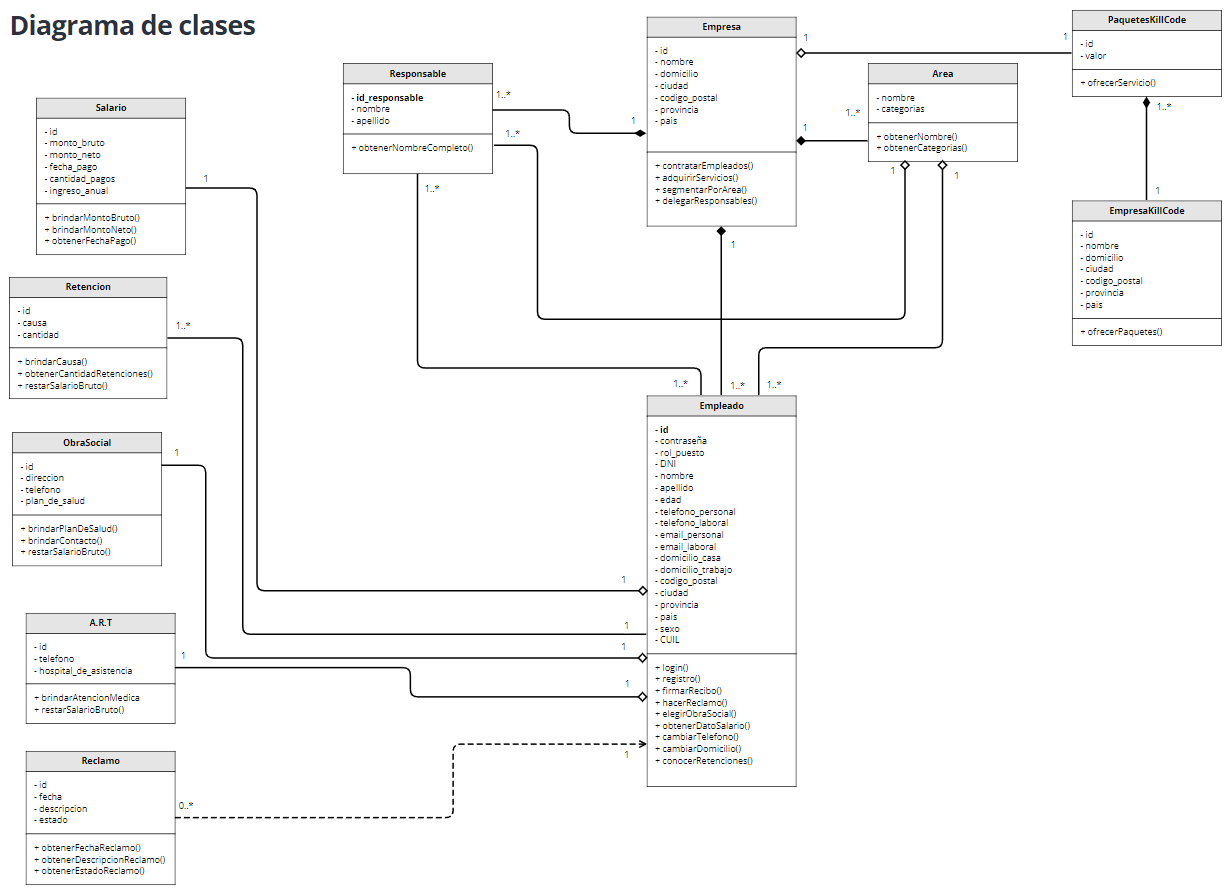 Diagrama de clases
Empresa
- id
- nombre
- domicilio
- ciudad
- codigo_postal
- provincia
- pais
+ contratarEmpleados()
+ adquirirServicios()
+ segmentarPorArea()
+ delegarResponsables()
PaquetesKillCode
- id
- valor
+ ofrecerServicio()
Responsable
- id_responsable
- nombre
- apellido
+ obtenerNombreCompleto()
Area
- nombre
- categorias
+ obtenerNombre()
+ obtenerCategorias()
Salario
- id
- monto_bruto
- monto_neto
- fecha_pago
- cantidad_pagos
- ingreso_anual
+ brindarMontoBruto()
+ brindarMontoNeto()
+ obtenerFechaPago()
EmpresaKillCode
- id
- nombre
- domicilio
- ciudad
- codigo_postal
- provincia
- pais
+ ofrecerPaquetes()
Retencion
- id
- causa
- cantidad
+ brindarCausa()
+ obtenerCantidadRetenciones()
+ restarSalarioBruto()
Empleado
- id
- contraseña
- rol_puesto
- DNI
- nombre
- apellido
- edad
- telefono_personal
- telefono_laboral
- email_personal
- email_laboral
- domicilio_casa
- domicilio_trabajo
- codigo_postal
- ciudad
- provincia
- pais
- sexo
- CUIL
+ login()
+ registro()
+ firmarRecibo()
+ hacerReclamo()
+ elegirObraSocial()
+ obtenerDatoSalario()
+ cambiarTelefono()
+ cambiarDomicilio()
+ conocerRetenciones()
ObraSocial
- id
- direccion
- telefono
- plan_de_salud
+ brindarPlanDeSalud()
+ brindarContacto()
+ restarSalarioBruto()
A.R.T
- id
- telefono
- hospital_de_asistencia
+ brindarAtencionMedica
+ restarSalarioBruto()
Reclamo
- id
- fecha
- descripcion
- estado
+ obtenerFechaReclamo()
+ obtenerDescripcionReclamo()
+ obtenerEstadoReclamo()
1
1
1..*
1
1..*
1
1..*
1..*
1
1
1
1..*
1
1..*
1
1..*
1..*
1..*
1
1
1
1
1
1
1
1
0..*